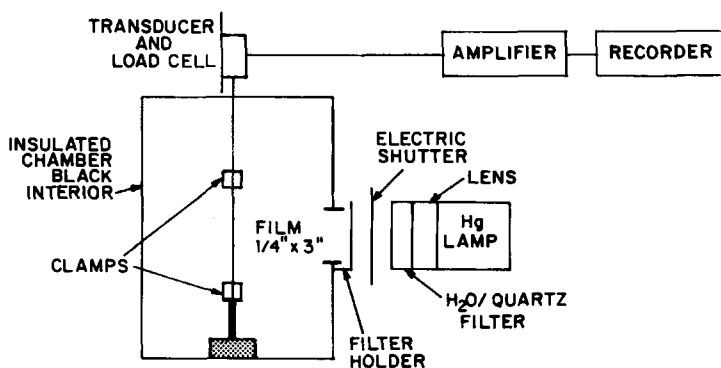 TRANSDUCER
AND
LOAD CELL
AMPLIFIER
RECORDER
INSULATED
CHAMBER
BLACK
INTERIOR
ELECTRIC
SHUTTER
LENS
FILM
1/4" x 3"
Hg
LAMP
CLAMPS
H2O/QUARTZ
FILTER
FILTER
HOLDER